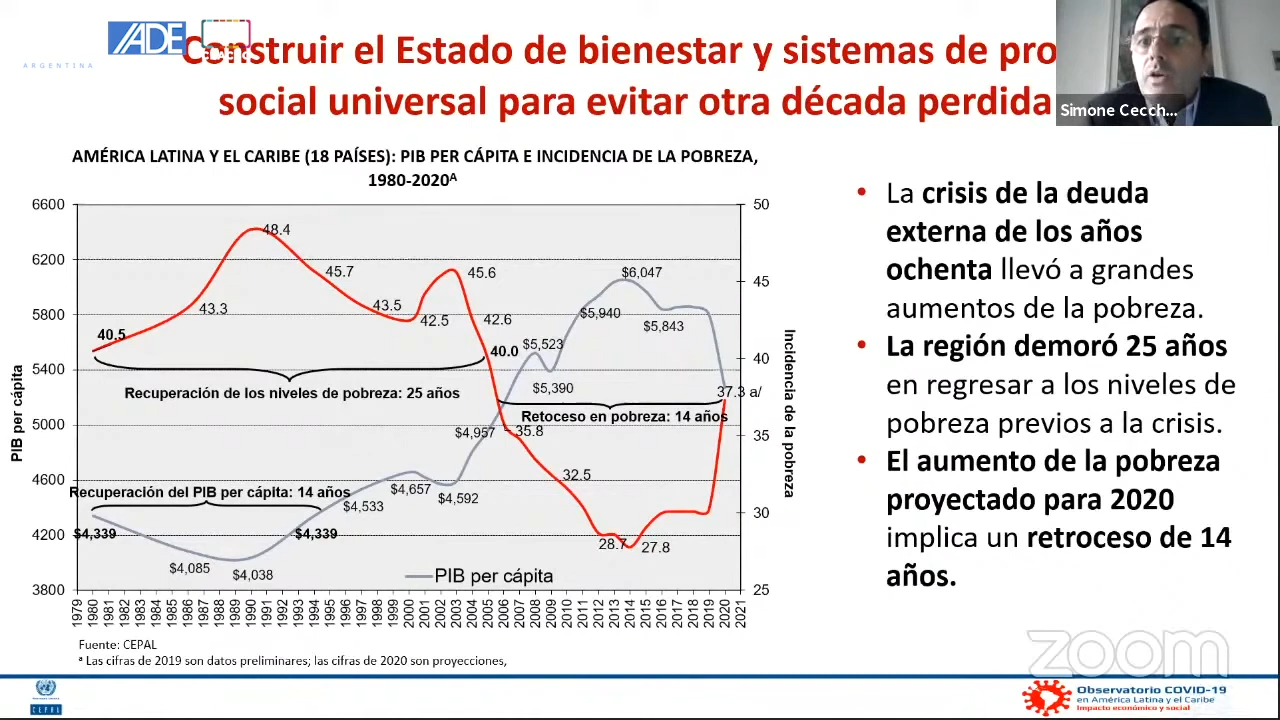 IADE
ARGENTINA
Construir el Estado de bienestar y sistemas de pro
social universal para evitar otra década perdida
Simone Cecch...
AMÉRICA LATINA Y EL CARIBE (18 PAÍSES): PIB PER CÁPITA E INCIDENCIA DE LA POBREZA,
1980-2020ᴬ
6600
6200
5800
5400
5000
4600
4200
3800
PIB per cápita
50
45
40
35
30
25
Incidencia de la pobreza
40.5
43.3
48.4
45.7
43.5
42.5
45.6
42.6
40.0
35.8
32.5
28.7
27.8
37.3 a/
Recuperación de los niveles de pobreza: 25 años
Retoceso en pobreza: 14 años
Recuperación del PIB per cápita: 14 años
$4,339
$4,085
$4,038
$4,339
$4,533
$4,657
$4,592
$4,957
$5,523
$5,390
$5,940
$6,047
$5,843
PIB per cápita
1979 1980 1981 1982 1983 1984 1985 1986 1987 1988 1989 1990 1991 1992 1993 1994 1995 1996 1997 1998 1999 2000 2001 2002 2003 2004 2005 2006 2007 2008 2009 2010 2011 2012 2013 2014 2015 2016 2017 2018 2019 2020 2021
Fuente: CEPAL
ᵃ Las cifras de 2019 son datos preliminares; las cifras de 2020 son proyecciones,
• La crisis de la deuda
externa de los años
ochenta llevó a grandes
aumentos de la pobreza.
• La región demoró 25 años
en regresar a los niveles de
pobreza previos a la crisis.
• El aumento de la pobreza
proyectado para 2020
implica un retroceso de 14
años.
zoom
CEPAL
Observatorio COVID-19
en América Latina y el Caribe
Impacto económico y social